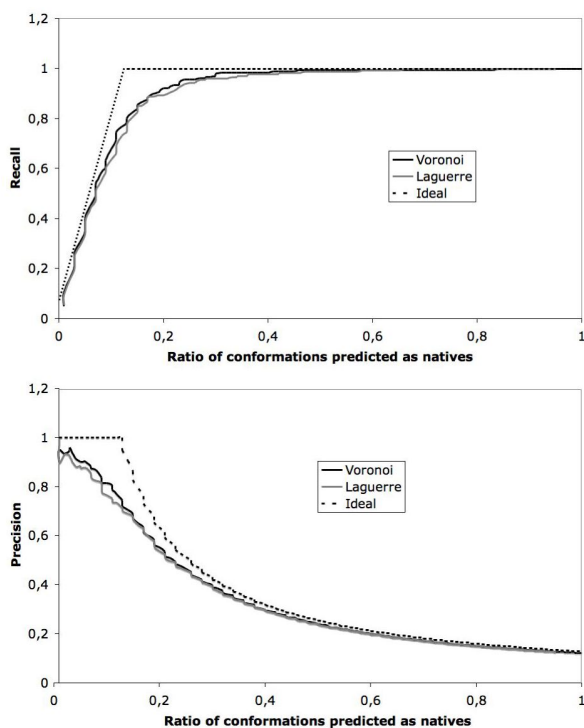 1,2
1
0,8
0,6
0,4
0,2
0
Recall
Voronoi
Laguerre
Ideal
0 0,2 0,4 0,6 0,8 1
Ratio of conformations predicted as natives
1,2
1
0,8
0,6
0,4
0,2
0
Precision
Voronoi
Laguerre
Ideal
0 0,2 0,4 0,6 0,8 1
Ratio of conformations predicted as natives